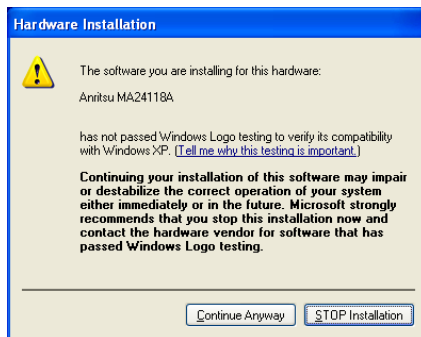 Hardware Installation
The software you are installing for this hardware:
Anritsu MA24118A
has not passed Windows Logo testing to verify its compatibility
with Windows XP. (Tell me why this testing is important.)
Continuing your installation of this software may impair
or destabilize the correct operation of your system
either immediately or in the future. Microsoft strongly
recommends that you stop this installation now and
contact the hardware vendor for software that has
passed Windows Logo testing.
Continue Anyway STOP Installation